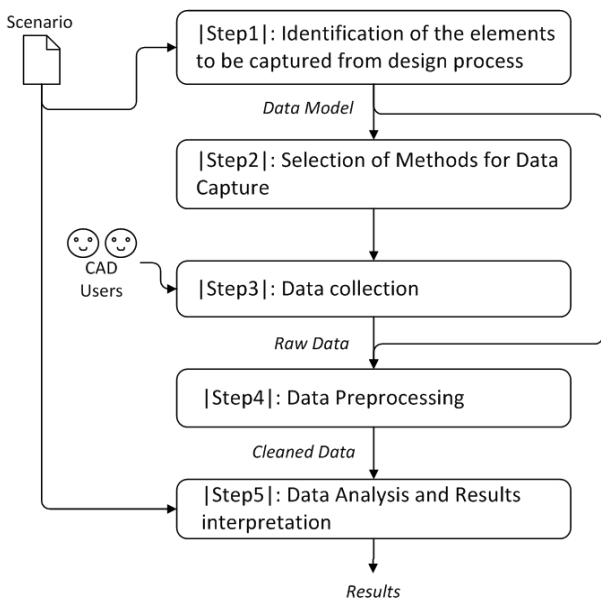 Scenario
|Step1|: Identification of the elements
to be captured from design process
Data Model
|Step2|: Selection of Methods for Data
Capture
CAD
Users
|Step3|: Data collection
Raw Data
|Step4|: Data Preprocessing
Cleaned Data
|Step5|: Data Analysis and Results
interpretation
Results